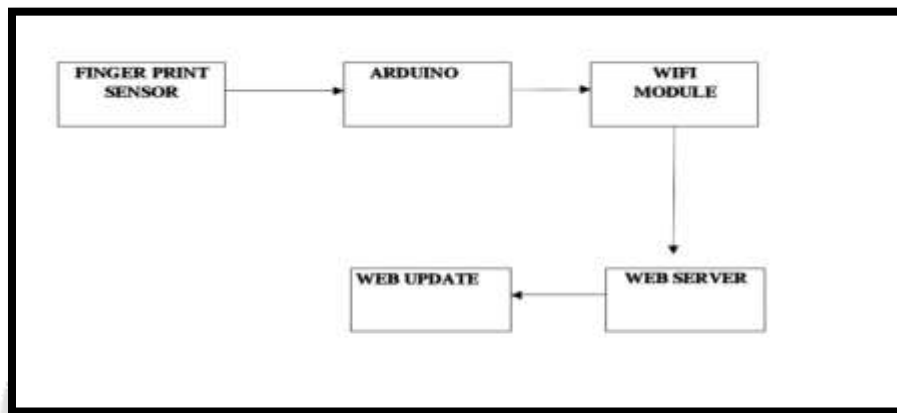 FINGER PRINT
SENSOR
ARDUINO
WIFI
MODULE
WEB UPDATE
WEB SERVER